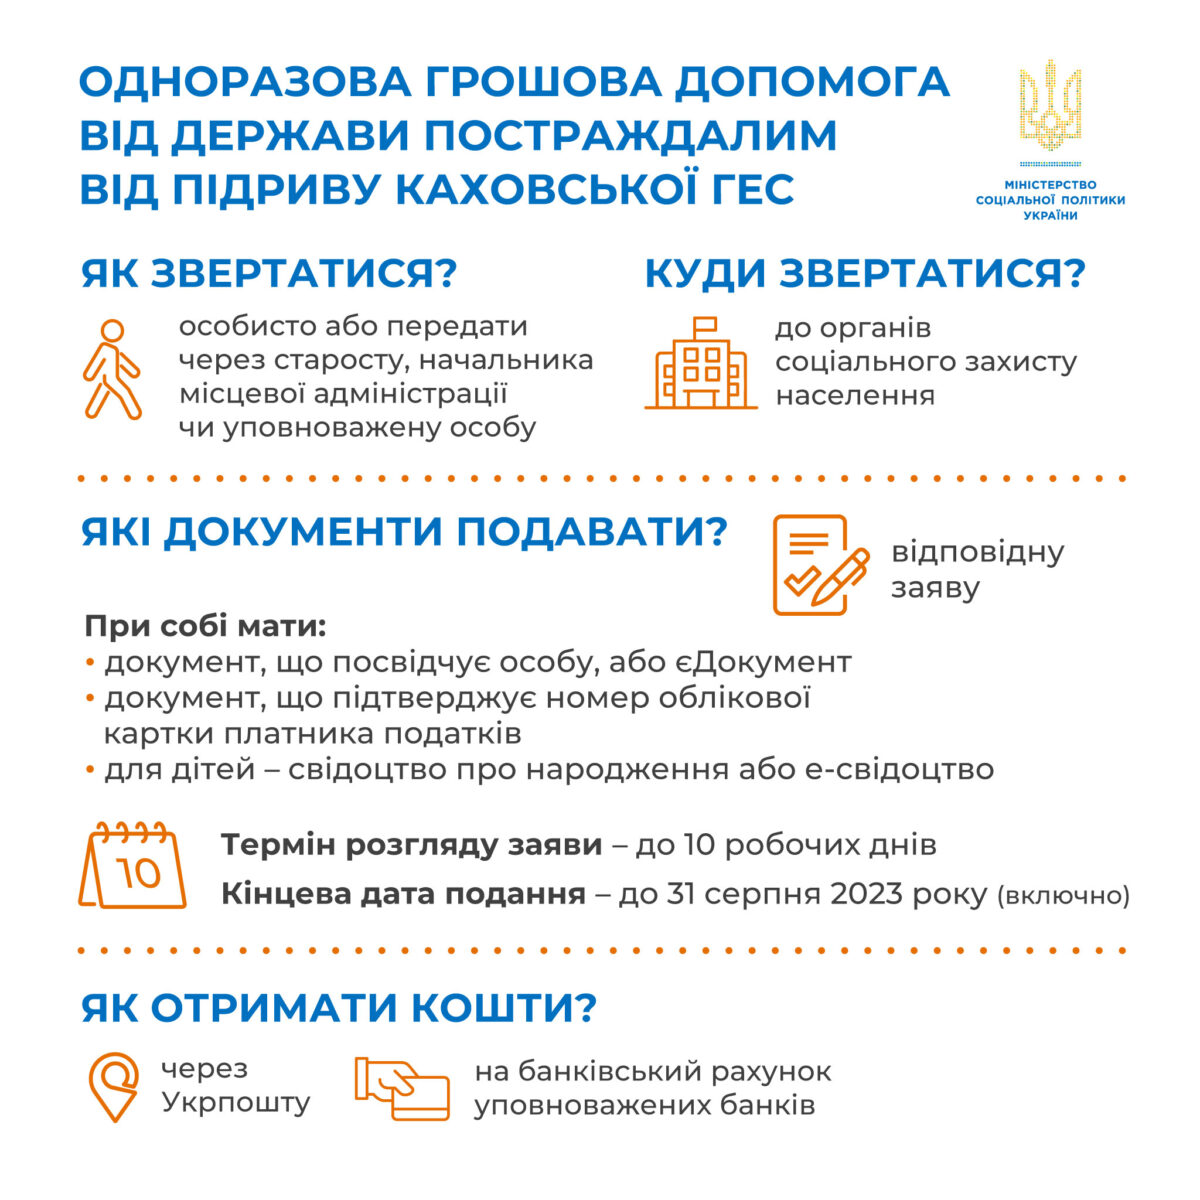 ОДНОРАЗОВА ГРОШОВА ДОПОМОГА
ВІД ДЕРЖАВИ ПОСТРАЖДАЛИМ
ВІД ПІДРИВУ КАХОВСЬКОЇ ГЕС
МІНІСТЕРСТВО
СОЦІАЛЬНОЇ ПОЛІТИКИ
УКРАЇНИ
ЯК ЗВЕРТАТИСЯ?
особисто або передати
через старосту, начальника
місцевої адміністрації
чи уповноважену особу
КУДИ ЗВЕРТАТИСЯ?
до органів
соціального захисту
населення
ЯКІ ДОКУМЕНТИ ПОДАВАТИ?
відповідну
заяву
При собі мати:
• документ, що посвідчує особу, або єДокумент
• документ, що підтверджує номер облікової
картки платника податків
• для дітей – свідоцтво про народження або е-свідоцтво
10
Термін розгляду заяви – до 10 робочих днів
Кінцева дата подання – до 31 серпня 2023 року (включно)
ЯК ОТРИМАТИ КОШТИ?
через
Укрпошту
на банківський рахунок
уповноважених банків